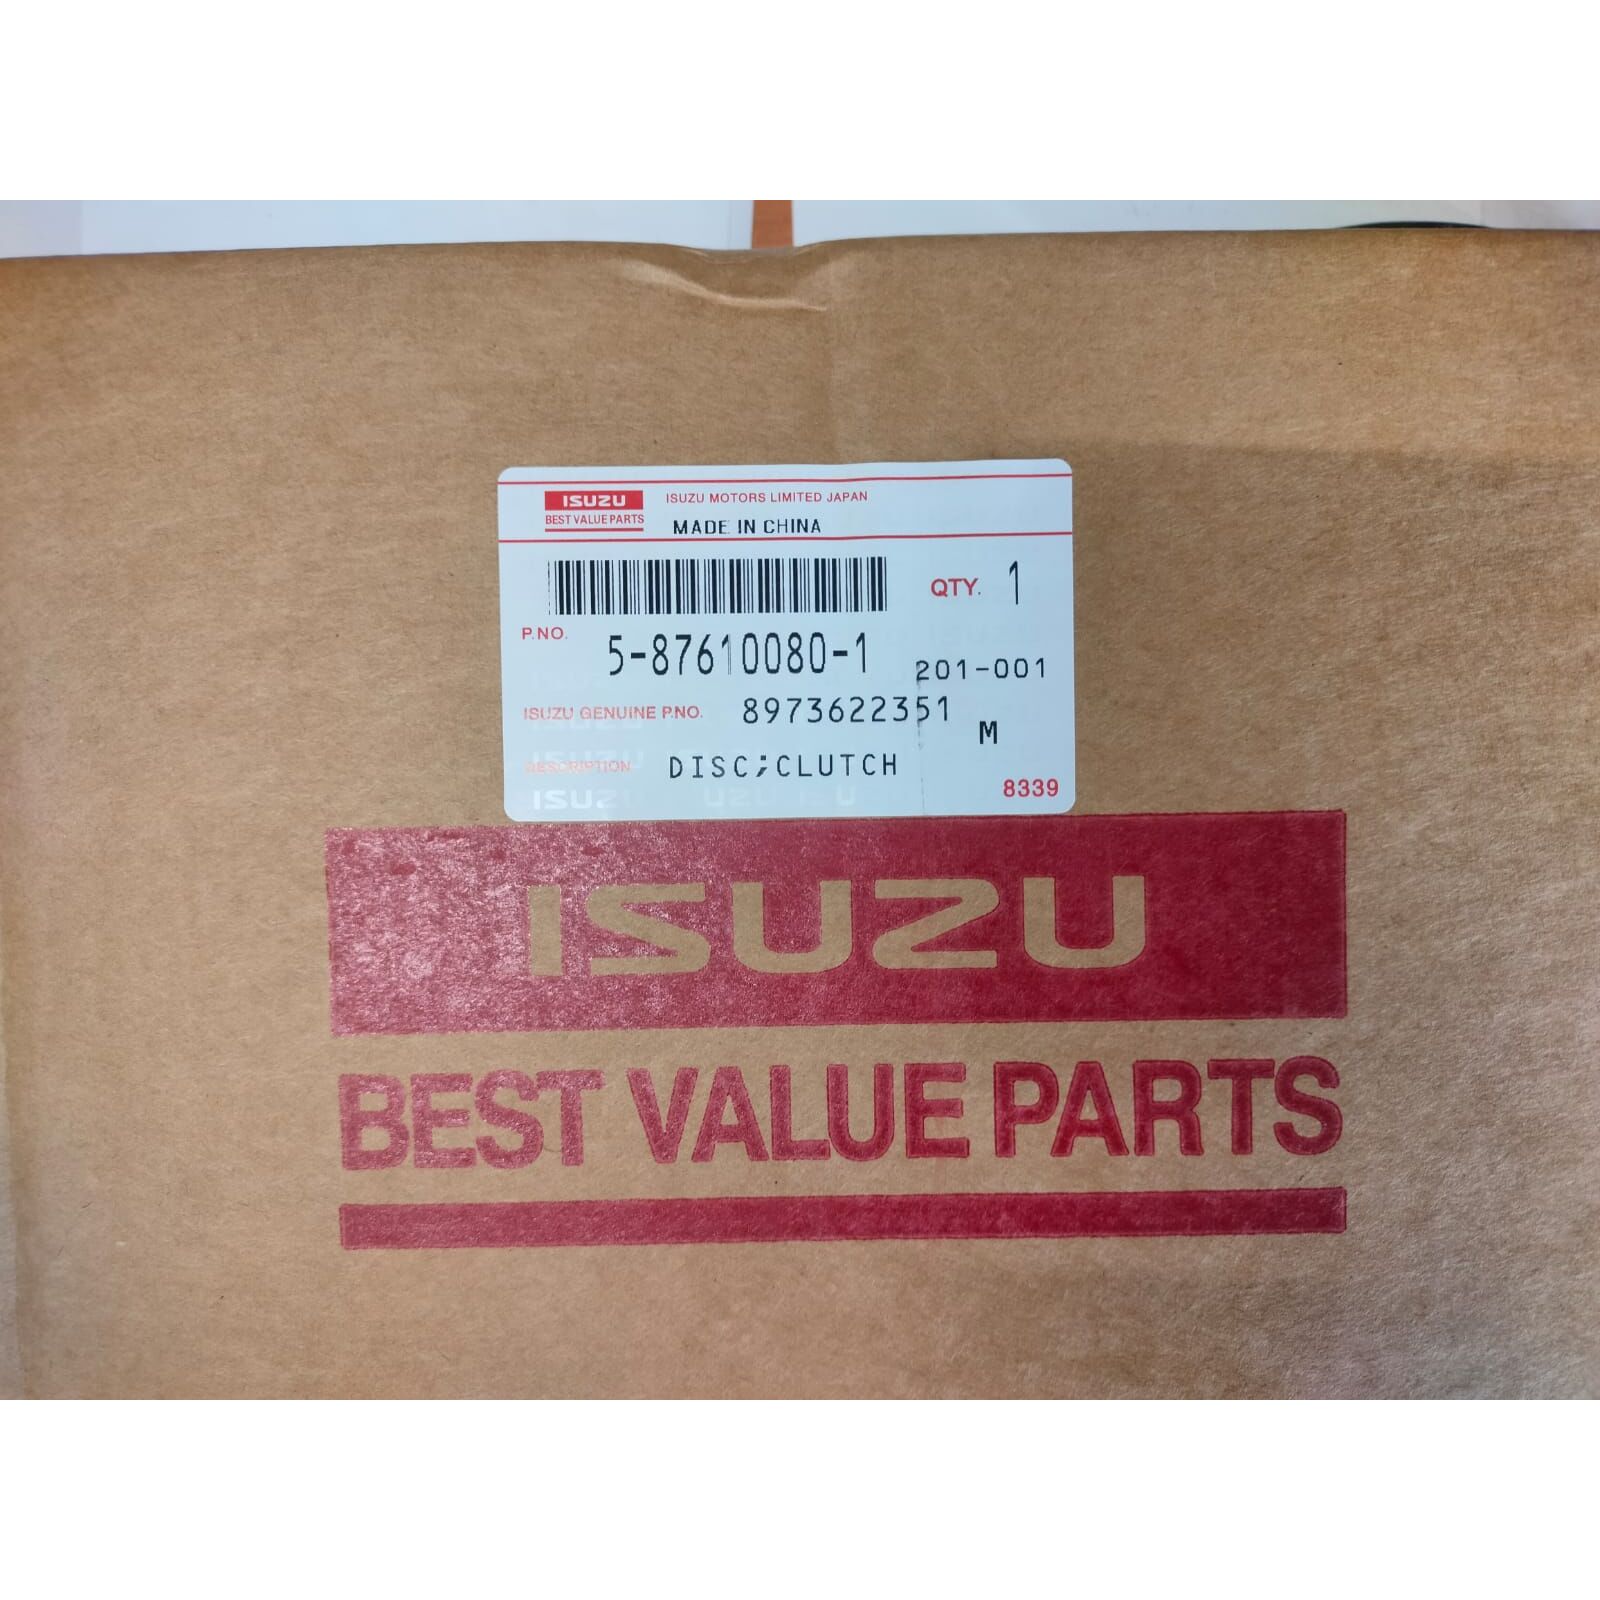 ISUZU
BEST VALUE PARTS
ISUZU MOTORS LIMITED JAPAN
MADE IN CHINA
QTY. 1
P.NO.
5-87610080-1
201-001
ISUZU GENUINE P.NO. 8973622351
M
DESCRIPTION DISC;CLUTCH
8339
ISUZU
BEST VALUE PARTS